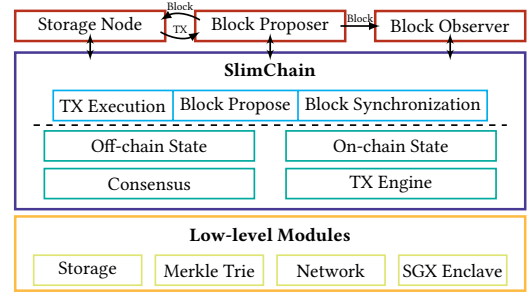 Block
Storage Node
TX
Block Proposer
Block
Block Observer
SlimChain
TX Execution
Block Propose
Block Synchronization
Off-chain State
On-chain State
Consensus
TX Engine
Low-level Modules
Storage
Merkle Trie
Network
SGX Enclave